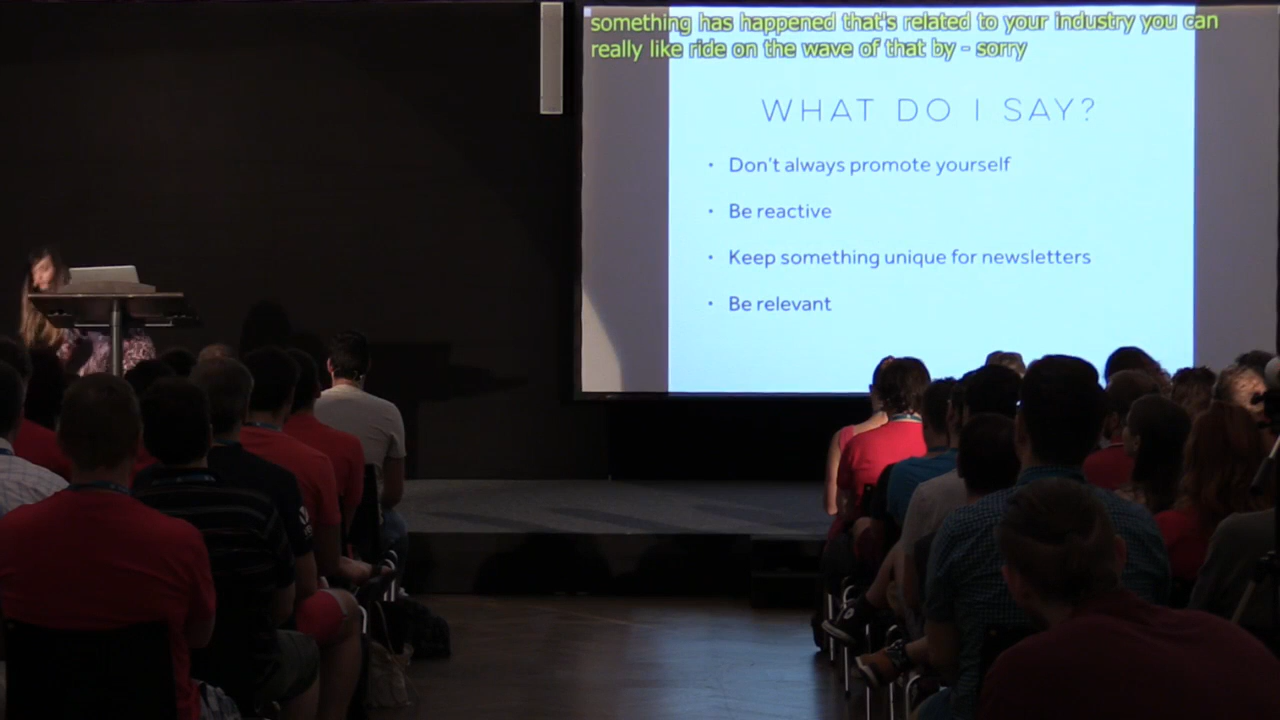 something has happened that's related to your industry you can
really like ride on the wave of that by - sorry
WHAT DO I SAY?
• Don't always promote yourself
• Be reactive
• Keep something unique for newsletters
• Be relevant